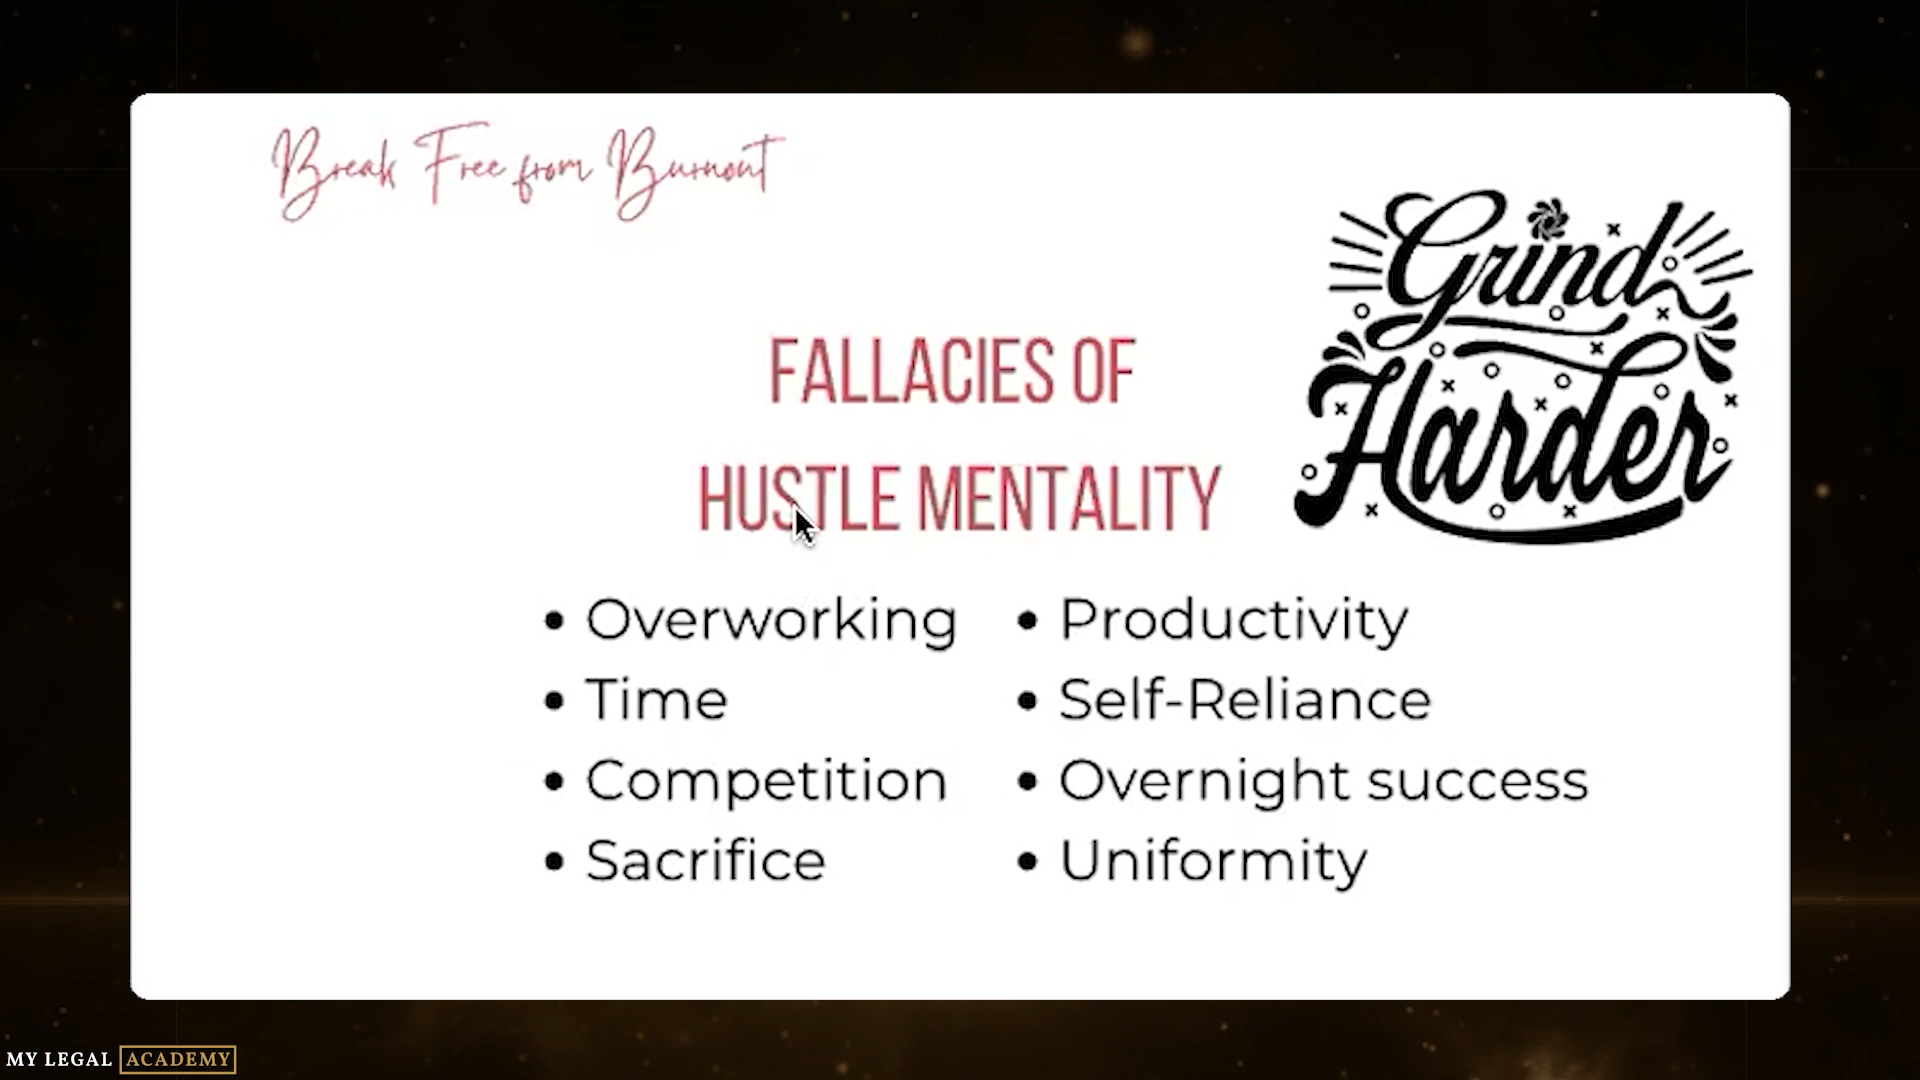 Break Free from Burnout
Grind
Harder
FALLACIES OF
HUSTLE MENTALITY
• Overworking
• Time
• Competition
• Sacrifice
• Productivity
• Self-Reliance
• Overnight success
• Uniformity
MY LEGAL ACADEMY